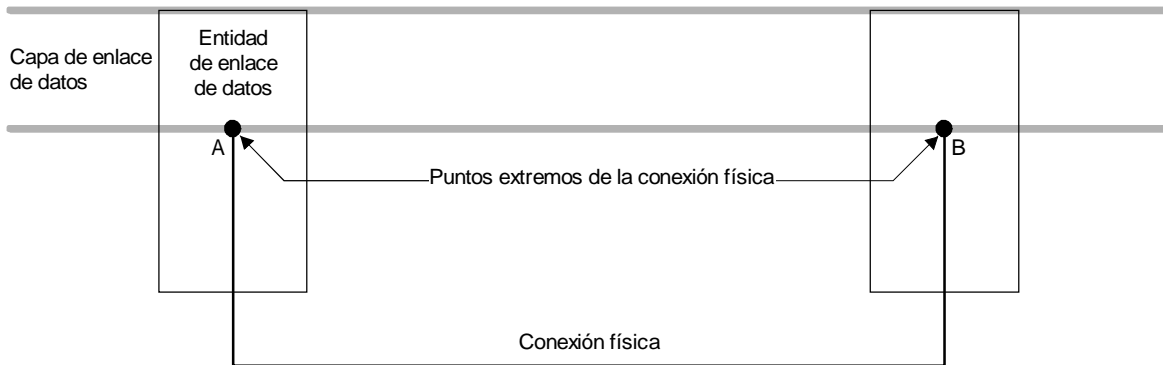 Capa de enlace
de datos
Entidad
de enlace
de datos
A
B
Puntos extremos de la conexión física
Conexión física